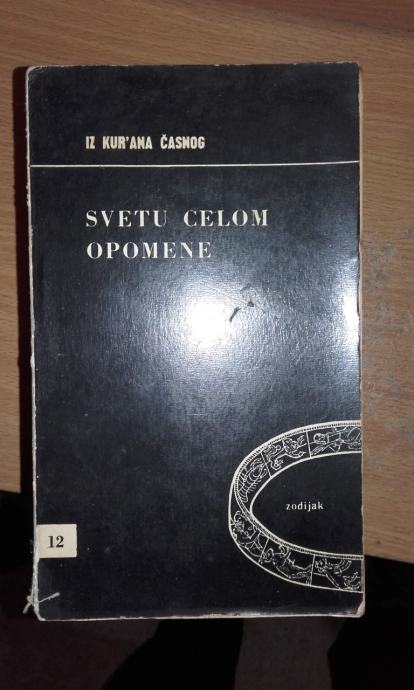 IZ KUR'ANA ČASNOG
SVETU CELOM
OPOMENE
zodijak
12